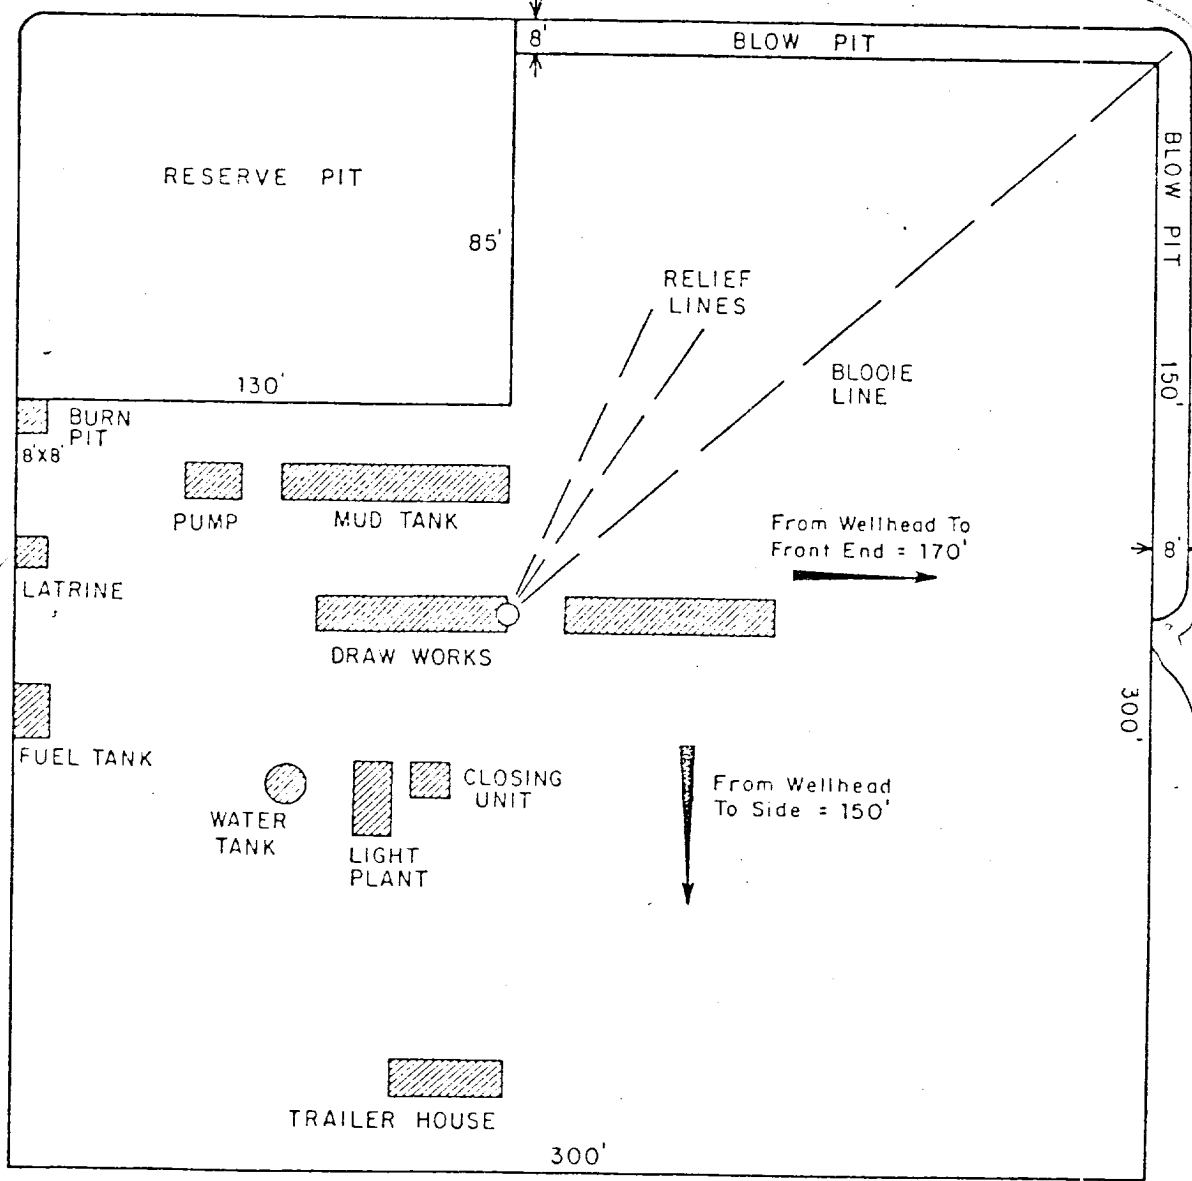 8'
BLOW PIT
RESERVE PIT
85'
130'
BLOW PIT
150'
8'
300'
RELIEF
LINES
BLOOIE
LINE
BURN
PIT
8'X8'
PUMP
MUD TANK
From Wellhead To
Front End = 170'
LATRINE
DRAW WORKS
FUEL TANK
WATER
TANK
LIGHT
PLANT
CLOSING
UNIT
From Wellhead
To Side = 150'
TRAILER HOUSE
300'